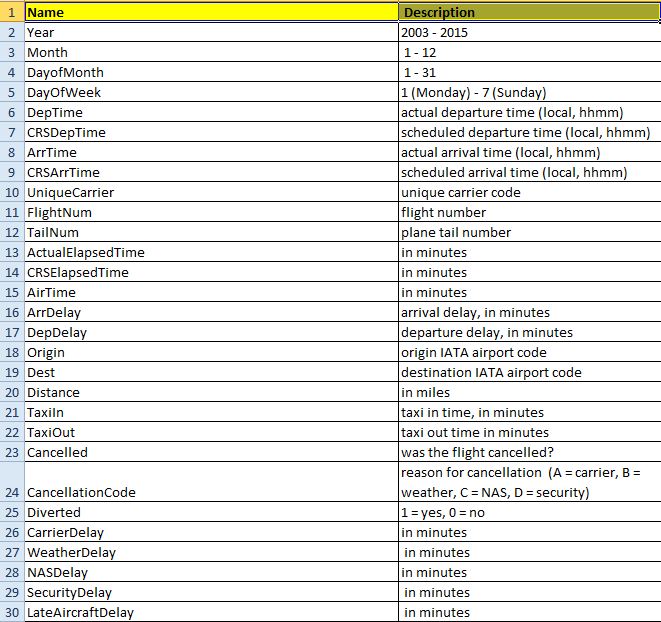 1 Name Description
2 Year 2003 - 2015
3 Month 1 - 12
4 DayofMonth 1 - 31
5 DayOfWeek 1 (Monday) - 7 (Sunday)
6 DepTime actual departure time (local, hhmm)
7 CRSDepTime scheduled departure time (local, hhmm)
8 ArrTime actual arrival time (local, hhmm)
9 CRSArrTime scheduled arrival time (local, hhmm)
10 UniqueCarrier unique carrier code
11 FlightNum flight number
12 TailNum plane tail number
13 ActualElapsedTime in minutes
14 CRSElapsedTime in minutes
15 AirTime in minutes
16 ArrDelay arrival delay, in minutes
17 DepDelay departure delay, in minutes
18 Origin origin IATA airport code
19 Dest destination IATA airport code
20 Distance in miles
21 TaxiIn taxi in time, in minutes
22 TaxiOut taxi out time in minutes
23 Cancelled was the flight cancelled?
reason for cancellation (A = carrier, B =
24 CancellationCode weather, C = NAS, D = security)
25 Diverted 1 = yes, 0 = no
26 CarrierDelay in minutes
27 WeatherDelay in minutes
28 NASDelay in minutes
29 SecurityDelay in minutes
30 LateAircraftDelay in minutes